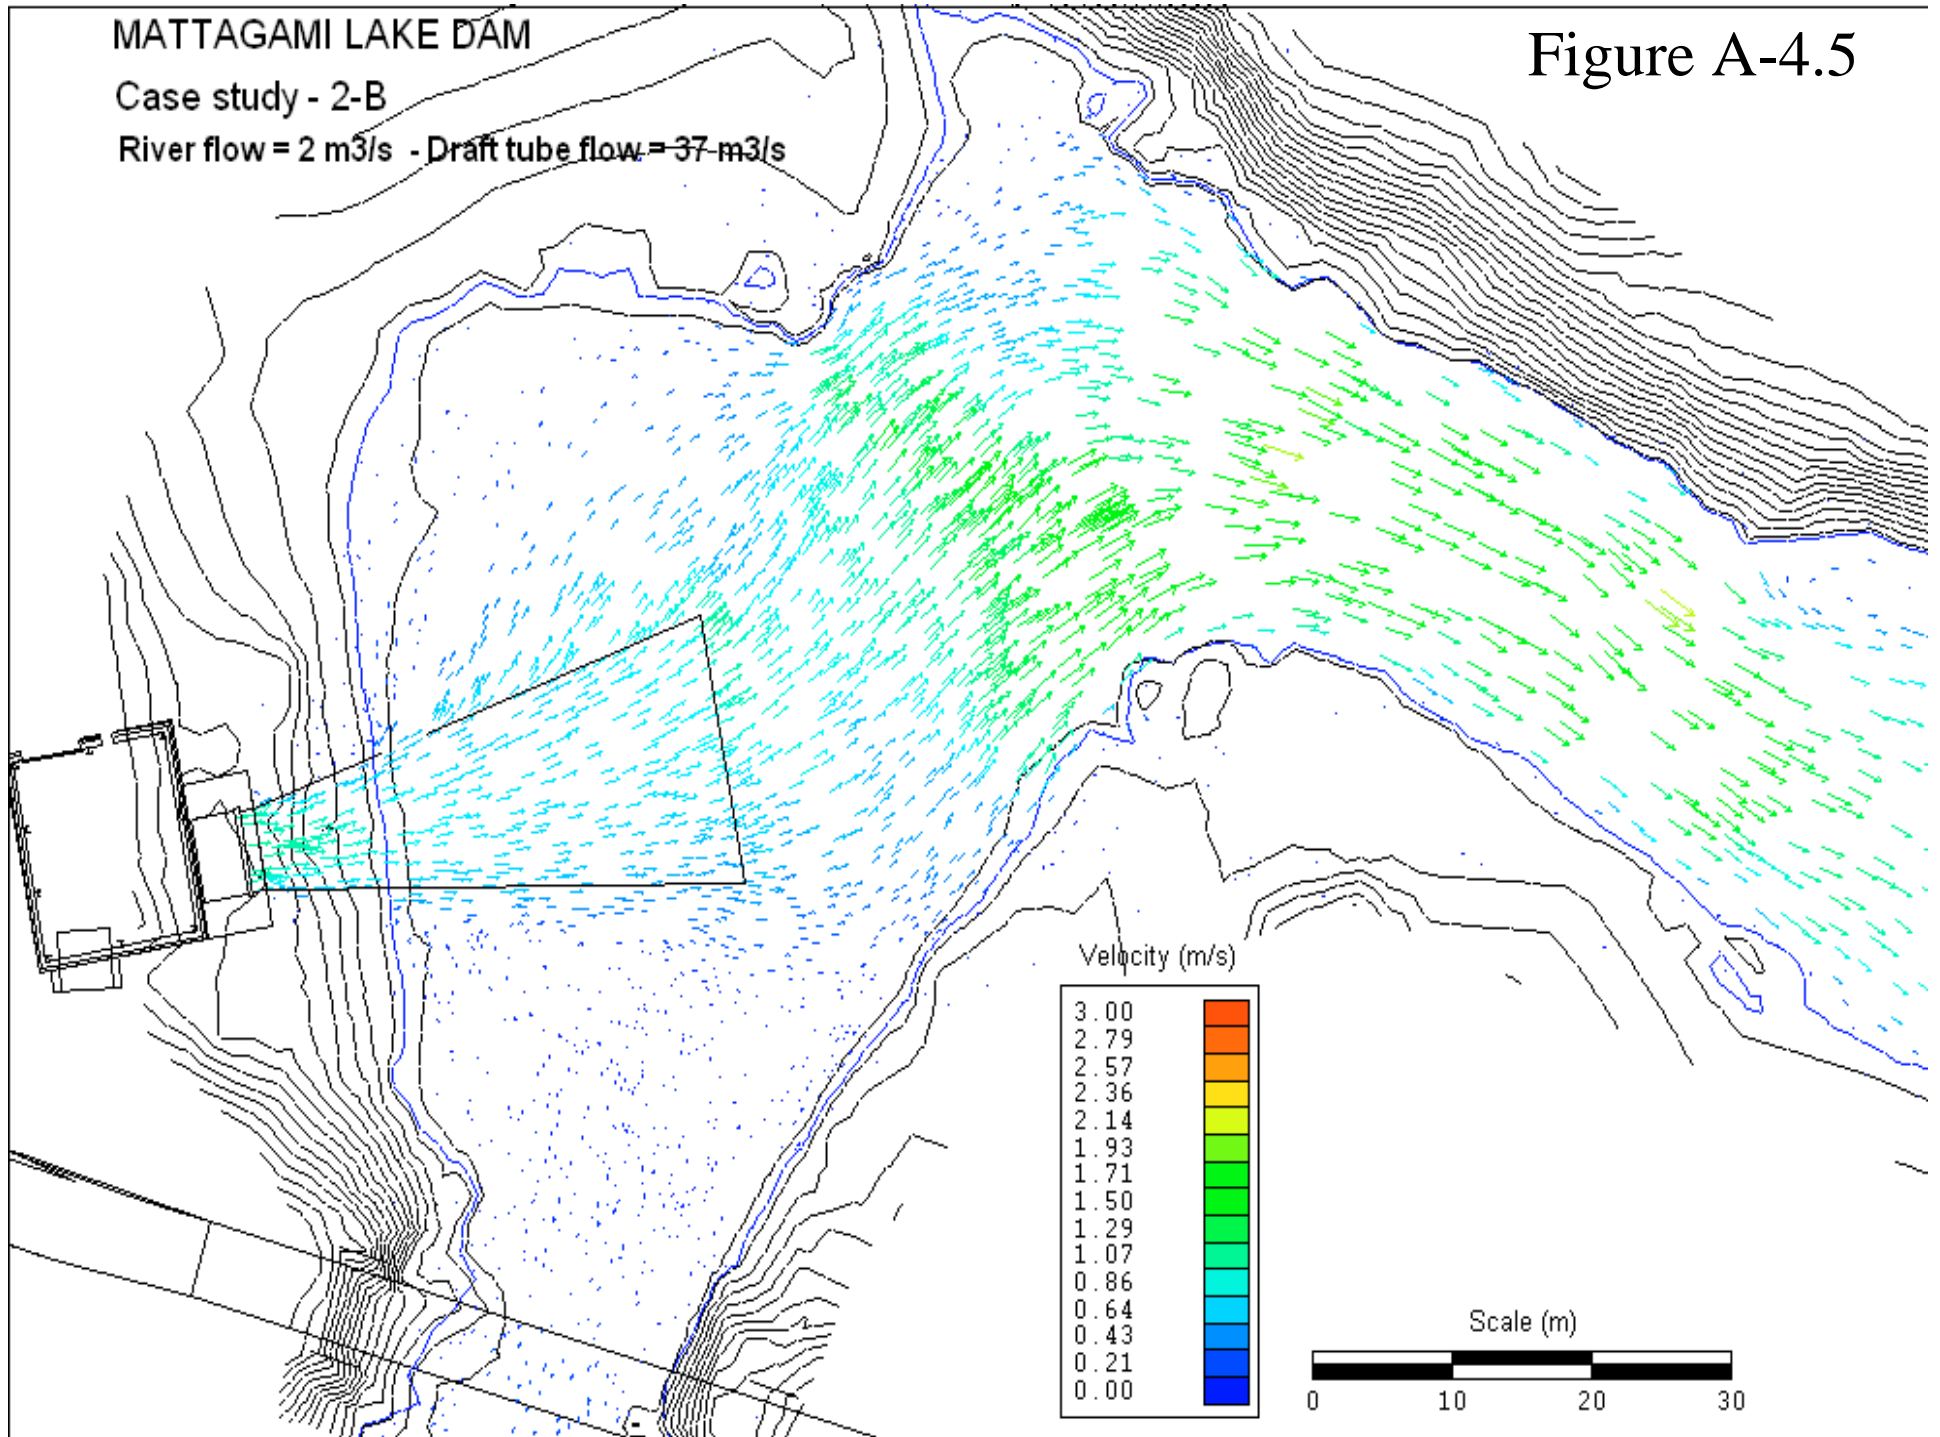 MATTAGAMI LAKE DAM
Figure A-4.5
Case study - 2-B
River flow = 2 m3/s - Draft tube flow = 37 m3/s
Velocity (m/s)
3.00
2.79
2.57
2.36
2.14
1.93
1.71
1.50
1.29
1.07
0.86
0.64
0.43
0.21
0.00
Scale (m)
0 10 20 30